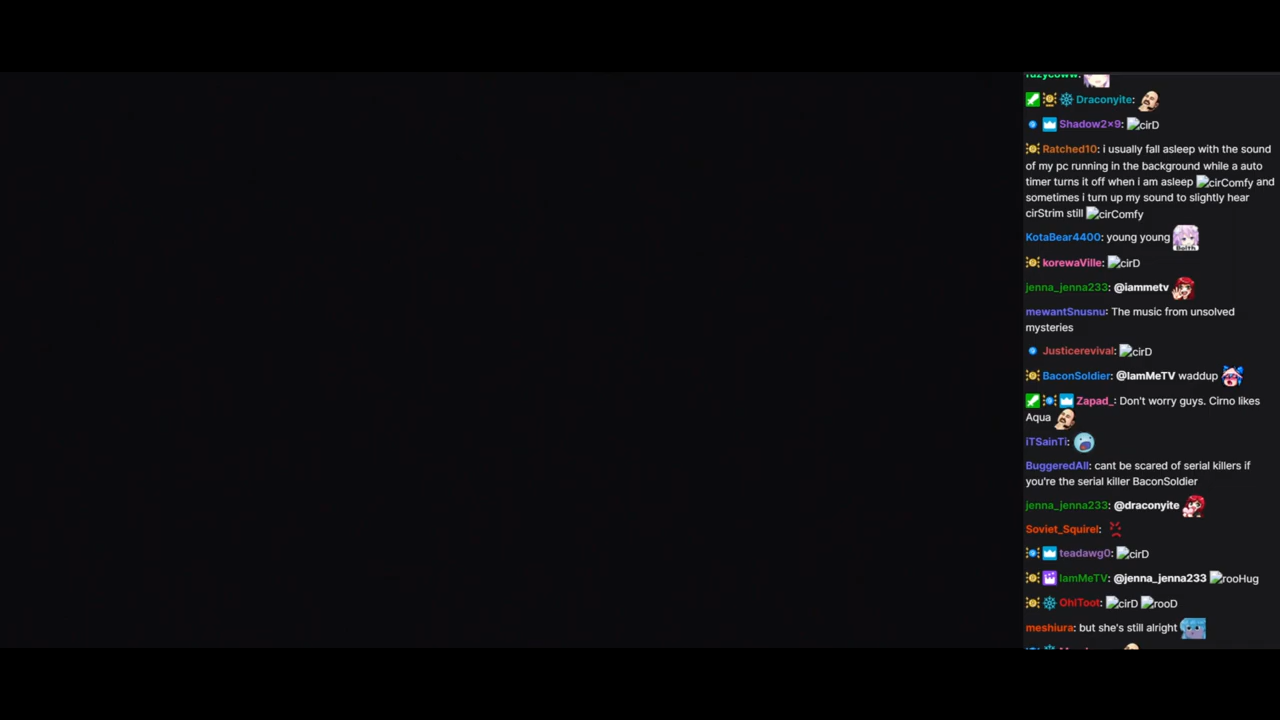 Draconyite:
Shadow2×9: cirD
Ratched10: i usually fall asleep with the sound
of my pc running in the background while a auto
timer turns it off when i am asleep cirComfy and
sometimes i turn up my sound to slightly hear
cirStrim still cirComfy
KotaBear4400: young young
korewaVille: cirD
jenna_jenna233: @iammetv
mewantSnusnu: The music from unsolved
mysteries
Justicerevival: cirD
BaconSoldier: @IamMeTV waddup
Zapad_: Don't worry guys. Cirno likes
Aqua
iTSainTi:
BuggeredAll: cant be scared of serial killers if
you're the serial killer BaconSoldier
jenna_jenna233: @draconyite
Soviet_Squirel:
teadawg0: cirD
IamMeTV: @jenna_jenna233 rooHug
OhIToot: cirD rooD
meshiura: but she's still alright